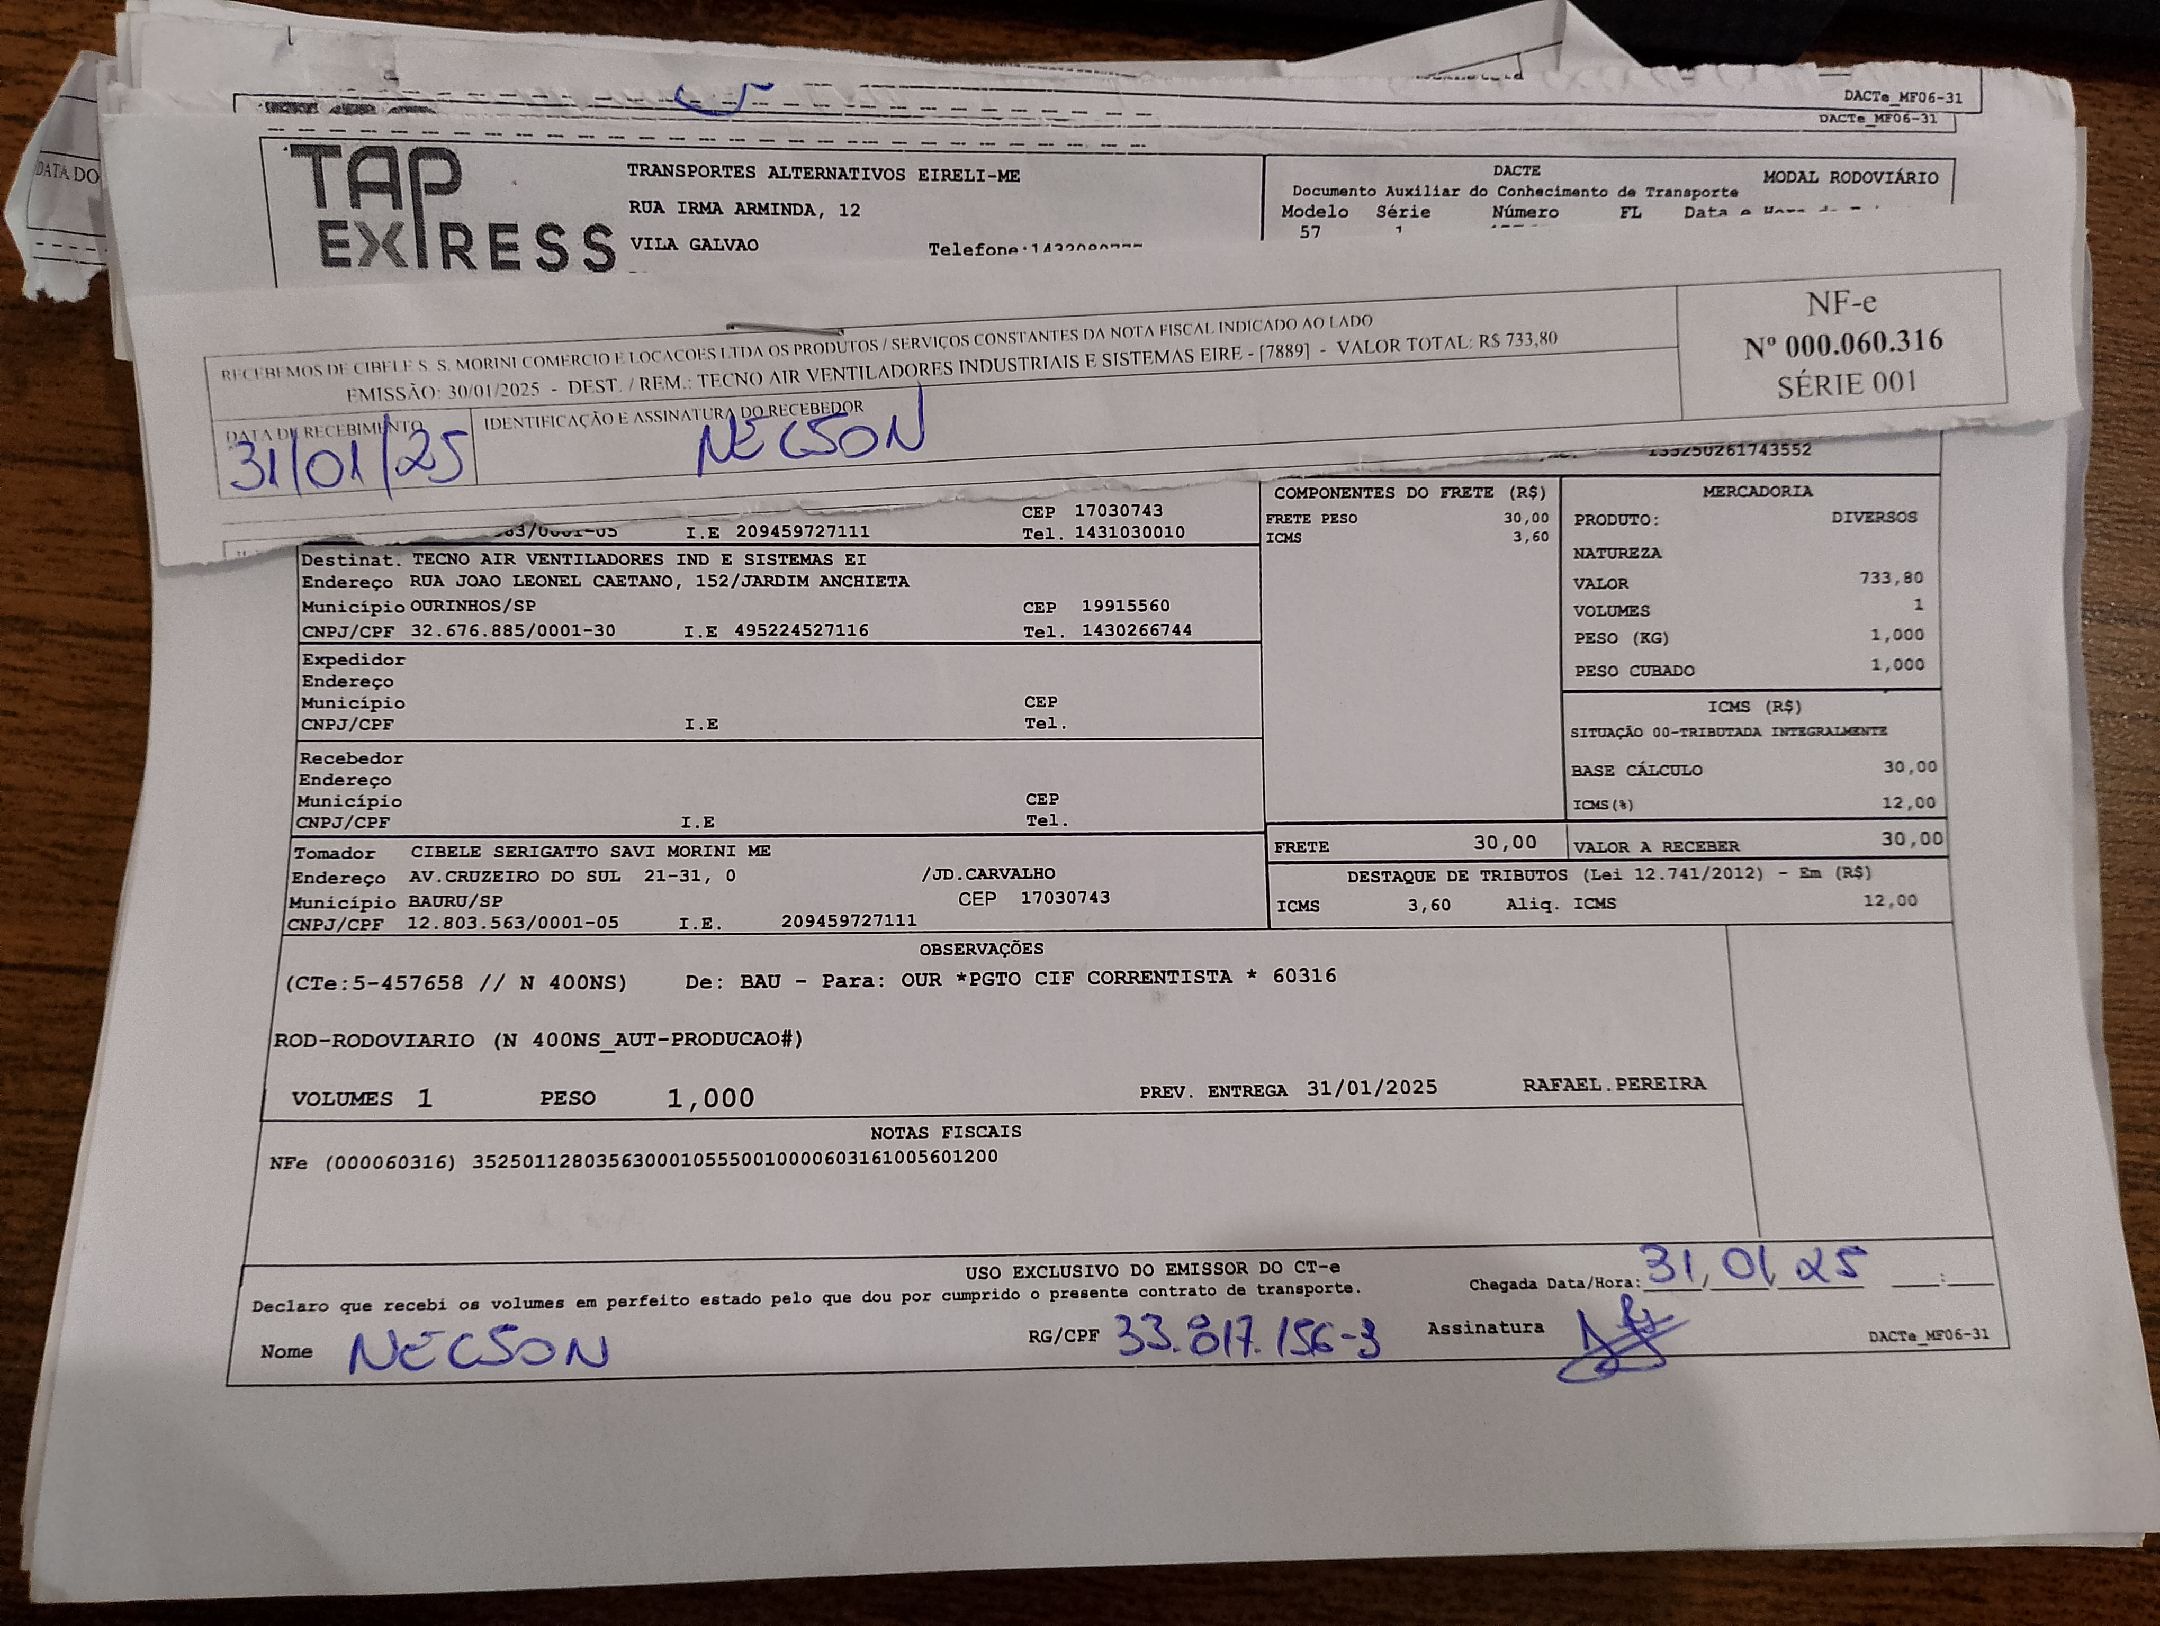 DACTe_MF06-31
DACTe_MF06-31
DATA DO
TAP EXPRESS
TRANSPORTES ALTERNATIVOS EIRELI-ME
RUA IRMA ARMINDA, 12
VILA GALVAO
Telefone:
DACTE
MODAL RODOVIÁRIO
Documento Auxiliar do Conhecimento de Transporte
Modelo Série Número FL Data e
57 1
RECEBEMOS DE CIBELE S. S. MORINI COMERCIO E LOCACOES LTDA OS PRODUTOS / SERVIÇOS CONSTANTES DA NOTA FISCAL INDICADO AO LADO
EMISSÃO: 30/01/2025 - DEST. / REM.: TECNO AIR VENTILADORES INDUSTRIAIS E SISTEMAS EIRE - [7889] - VALOR TOTAL: R$ 733,80
DATA DE RECEBIMENTO
31/01/25
IDENTIFICAÇÃO E ASSINATURA DO RECEBEDOR
NELSON
NF-e
Nº 000.060.316
SÉRIE 001
135250261743552
CEP 17030743
63/0001-05 I.E 209459727111 Tel. 1431030010
Destinat. TECNO AIR VENTILADORES IND E SISTEMAS EI
Endereço RUA JOAO LEONEL CAETANO, 152/JARDIM ANCHIETA
Município OURINHOS/SP CEP 19915560
CNPJ/CPF 32.676.885/0001-30 I.E 495224527116 Tel. 1430266744
Expedidor
Endereço
Município CEP
CNPJ/CPF I.E Tel.
Recebedor
Endereço
Município CEP
CNPJ/CPF I.E Tel.
Tomador CIBELE SERIGATTO SAVI MORINI ME
Endereço AV.CRUZEIRO DO SUL 21-31, 0 /JD.CARVALHO
Município BAURU/SP CEP 17030743
CNPJ/CPF 12.803.563/0001-05 I.E. 209459727111
COMPONENTES DO FRETE (R$)
FRETE PESO 30,00
ICMS 3,60
MERCADORIA
PRODUTO: DIVERSOS
NATUREZA
VALOR 733,80
VOLUMES 1
PESO (KG) 1,000
PESO CUBADO 1,000
ICMS (R$)
SITUAÇÃO 00-TRIBUTADA INTEGRALMENTE
BASE CÁLCULO 30,00
ICMS(%) 12,00
FRETE 30,00 VALOR A RECEBER 30,00
DESTAQUE DE TRIBUTOS (Lei 12.741/2012) - Em (R$)
ICMS 3,60 Aliq. ICMS 12,00
OBSERVAÇÕES
(CTe:5-457658 // N 400NS) De: BAU - Para: OUR *PGTO CIF CORRENTISTA * 60316
ROD-RODOVIARIO (N 400NS_AUT-PRODUCAO#)
VOLUMES 1 PESO 1,000 PREV. ENTREGA 31/01/2025 RAFAEL.PEREIRA
NOTAS FISCAIS
NFe (000060316) 35250112803563000105550010000603161005601200
USO EXCLUSIVO DO EMISSOR DO CT-e
Declaro que recebi os volumes em perfeito estado pelo que dou por cumprido o presente contrato de transporte.
Chegada Data/Hora: 31/01/25 __:__
Nome NELSON RG/CPF 33.817.156-3 Assinatura
DACTe_MF06-31